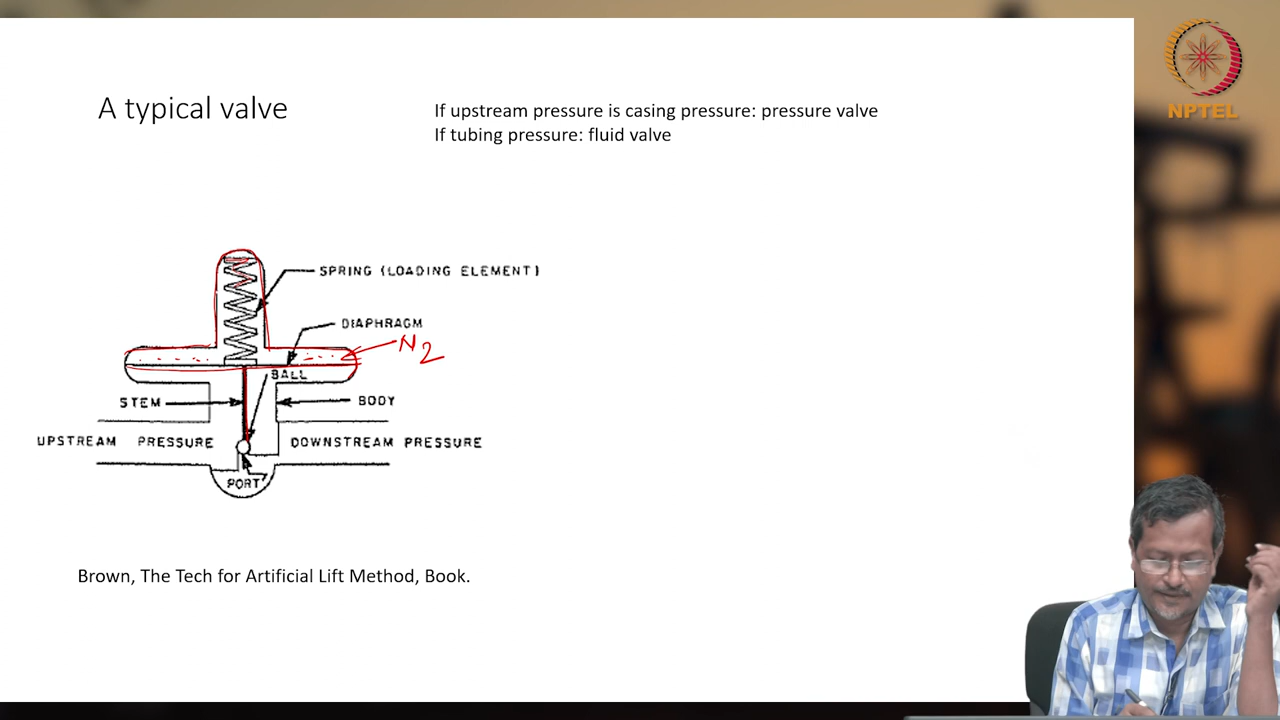 A typical valve
If upstream pressure is casing pressure: pressure valve
If tubing pressure: fluid valve
SPRING (LOADING ELEMENT)
DIAPHRAGM
N2
BALL
STEM
BODY
UPSTREAM PRESSURE
DOWNSTREAM PRESSURE
PORT
Brown, The Tech for Artificial Lift Method, Book.
NPTEL